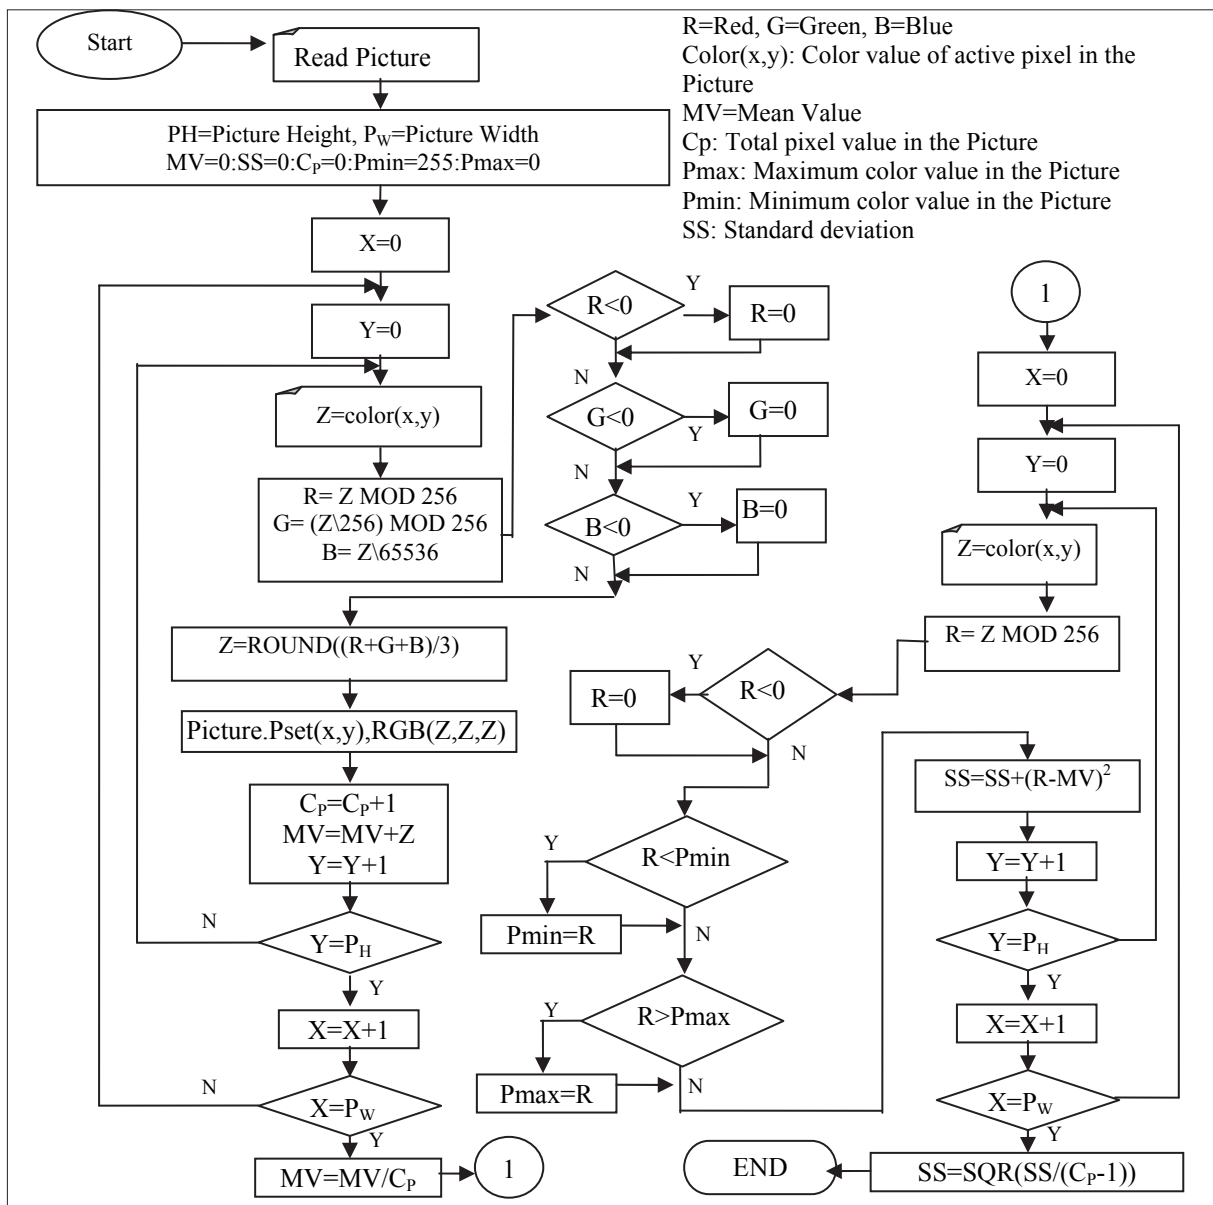 Start
Read Picture
R=Red, G=Green, B=Blue
Color(x,y): Color value of active pixel in the
Picture
MV=Mean Value
Cp: Total pixel value in the Picture
Pmax: Maximum color value in the Picture
Pmin: Minimum color value in the Picture
SS: Standard deviation
PH=Picture Height, PW=Picture Width
MV=0:SS=0:CP=0:Pmin=255:Pmax=0
X=0
Y=0
Z=color(x,y)
R= Z MOD 256
G= (Z\256) MOD 256
B= Z\65536
R<0
Y
R=0
N
G<0
Y
G=0
N
B<0
Y
B=0
N
Z=ROUND((R+G+B)/3)
Picture.Pset(x,y),RGB(Z,Z,Z)
CP=CP+1
MV=MV+Z
Y=Y+1
N
Y=PH
Y
X=X+1
N
X=PW
Y
MV=MV/CP
1
1
X=0
Y=0
Z=color(x,y)
R= Z MOD 256
R<0
Y
R=0
N
R<Pmin
Y
Pmin=R
N
R>Pmax
Y
Pmax=R
N
SS=SS+(R-MV)²
Y=Y+1
Y=PH
Y
X=X+1
X=PW
Y
SS=SQR(SS/(CP-1))
END